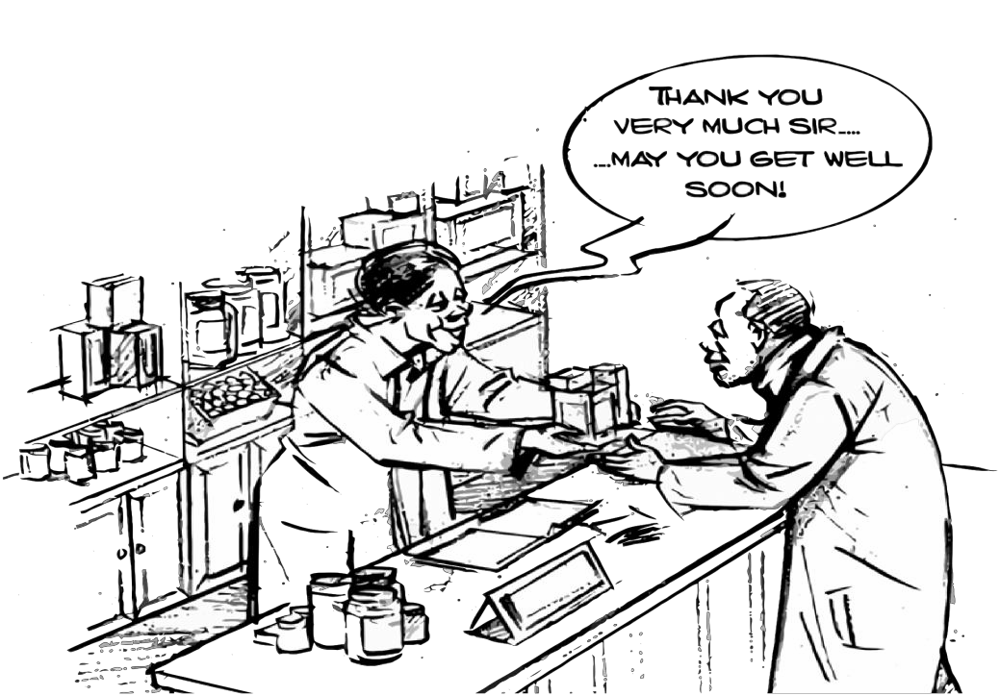 THANK YOU
VERY MUCH SIR....
....MAY YOU GET WELL
SOON!